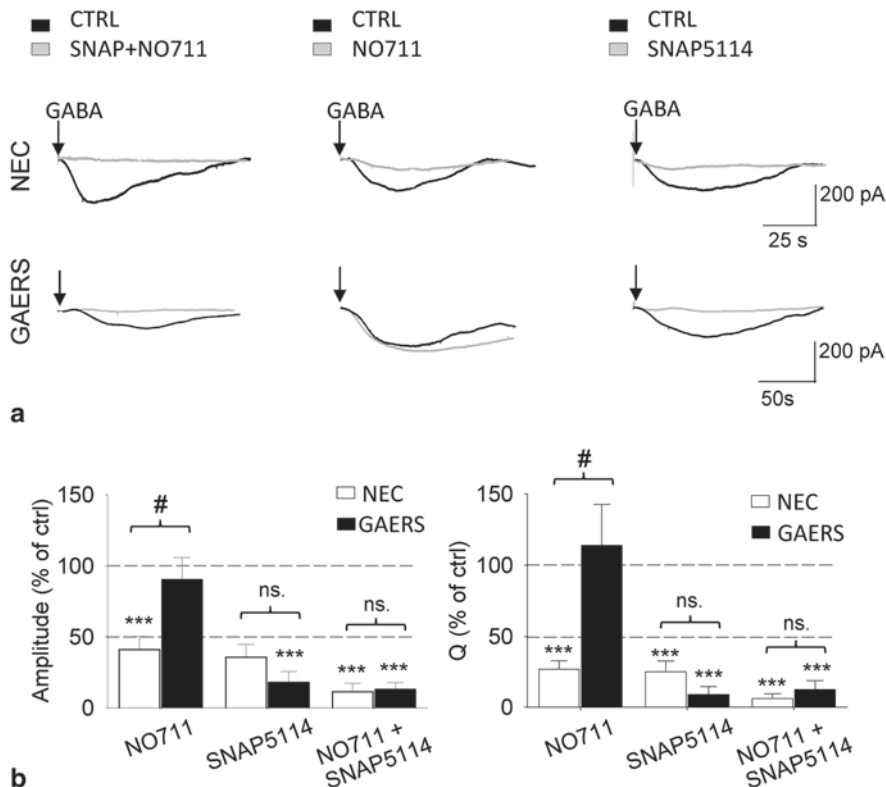 CTRL CTRL CTRL
SNAP+NO711 NO711 SNAP5114
GABA GABA GABA
NEC
200 pA
25 s
GAERS
200 pA
50s
a
150
100
50
0
Amplitude (% of ctrl)
#
NEC
GAERS
ns.
ns.
***
***
***
***
NO711
SNAP5114
NO711 +
SNAP5114
150
100
50
0
Q (% of ctrl)
#
NEC
GAERS
ns.
ns.
***
***
***
***
***
NO711
SNAP5114
NO711 +
SNAP5114
b